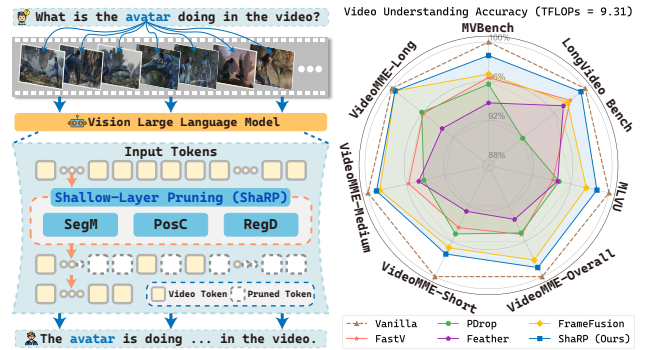 What is the avatar doing in the video?
Vision Large Language Model
Input Tokens
Shallow-Layer Pruning (ShaRP)
SegM
PosC
RegD
Video Token
Pruned Token
The avatar is doing ... in the video.
Video Understanding Accuracy (TFLOPs = 9.31)
MVBench
LongVideo Bench
MLVU
VideoMME-Overall
VideoMME-Short
VideoMME-Medium
VideoMME-Long
100%
96%
92%
88%
Vanilla
PDrop
FrameFusion
FastV
Feather
ShaRP (Ours)